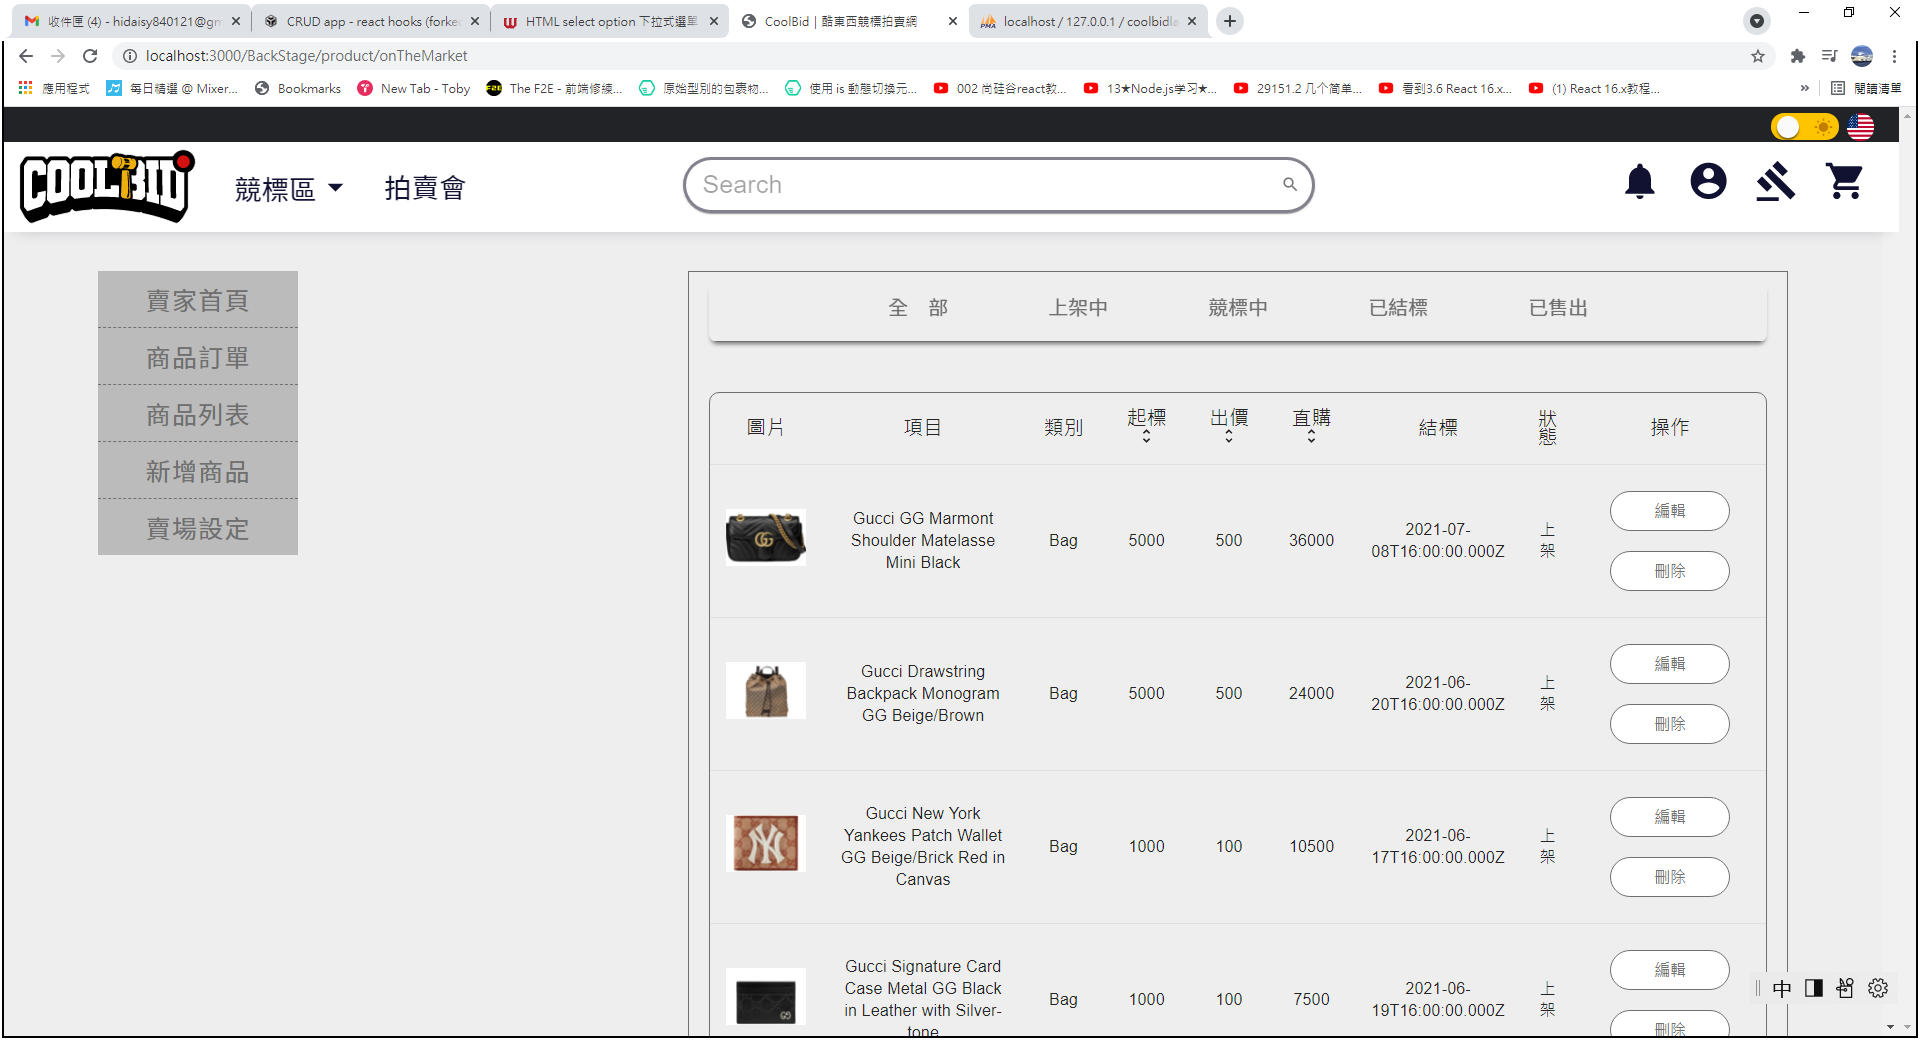 收件匣 (4) - hidaisy840121@gm
CRUD app - react hooks (forke
HTML select option 下拉式選單
CoolBid | 酷東西競標拍賣網
localhost / 127.0.0.1 / coolbidla
localhost:3000/BackStage/product/onTheMarket
應用程式
每日精選 @ Mixer...
Bookmarks
New Tab - Toby
The F2E - 前端修練...
原始型別的包裹物...
使用 is 動態切換元...
002 尚硅谷react教...
13★Node.js学习★...
29151.2 几个简单...
看到3.6 React 16.x...
(1) React 16.x教程...
»
閱讀清單
COOLBID
競標區
拍賣會
Search
賣家首頁
商品訂單
商品列表
新增商品
賣場設定
全 部 上架中 競標中 已結標 已售出
圖片 項目 類別 起標 出價 直購 結標 狀態 操作
Gucci GG Marmont
Shoulder Matelasse
Mini Black
Bag 5000 500 36000
2021-07-
08T16:00:00.000Z
上
架
編輯
刪除
Gucci Drawstring
Backpack Monogram
GG Beige/Brown
Bag 5000 500 24000
2021-06-
20T16:00:00.000Z
上
架
編輯
刪除
Gucci New York
Yankees Patch Wallet
GG Beige/Brick Red in
Canvas
Bag 1000 100 10500
2021-06-
17T16:00:00.000Z
上
架
編輯
刪除
Gucci Signature Card
Case Metal GG Black
in Leather with Silver-
tone
Bag 1000 100 7500
2021-06-
19T16:00:00.000Z
上
架
編輯
刪除
中